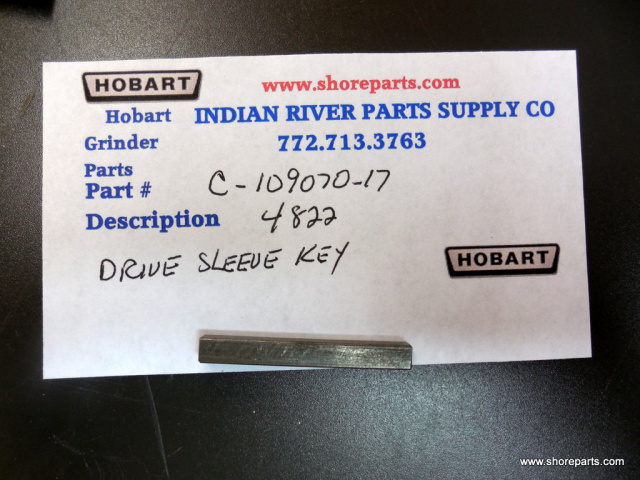 HOBART
www.shoreparts.com
Hobart INDIAN RIVER PARTS SUPPLY CO
Grinder 772.713.3763
Parts
Part # C-109070-17
Description 4822
DRIVE SLEEVE KEY
HOBART
www.shoreparts.com